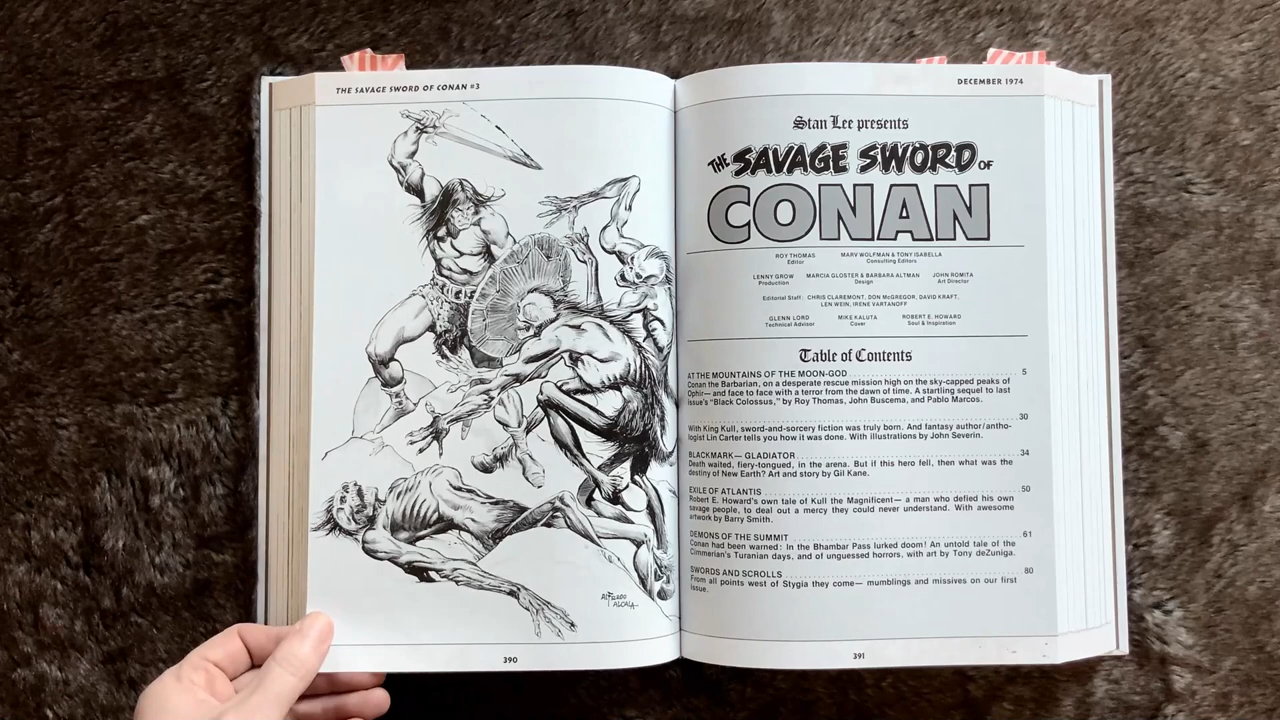 THE SAVAGE SWORD OF CONAN #3
ALFREDO
ALCALA
390
DECEMBER 1974
Stan Lee presents
THE SAVAGE SWORD OF
CONAN
ROY THOMAS
Editor
MARV WOLFMAN & TONY ISABELLA
Consulting Editors
LENNY GROW
Production
MARCIA GLOSTER & BARBARA ALTMAN
Design
JOHN ROMITA
Art Director
Editorial Staff: CHRIS CLAREMONT, DON McGREGOR, DAVID KRAFT,
LEN WEIN, IRENE VARTANOFF
GLENN LORD
Technical Advisor
MIKE KALUTA
Cover
ROBERT E. HOWARD
Soul & Inspiration
Table of Contents
AT THE MOUNTAINS OF THE MOON-GOD 5
Conan the Barbarian, on a desperate rescue mission high on the sky-capped peaks of
Ophir— and face to face with a terror from the dawn of time. A startling sequel to last
issue's "Black Colossus," by Roy Thomas, John Buscema, and Pablo Marcos.
30
With King Kull, sword-and-sorcery fiction was truly born. And fantasy author/antho-
logist Lin Carter tells you how it was done. With illustrations by John Severin.
BLACKMARK— GLADIATOR 34
Death waited, fiery-tongued, in the arena. But if this hero fell, then what was the
destiny of New Earth? Art and story by Gil Kane.
EXILE OF ATLANTIS 50
Robert E. Howard's own tale of Kull the Magnificent— a man who defied his own
savage people, to deal out a mercy they could never understand. With awesome
artwork by Barry Smith.
DEMONS OF THE SUMMIT 61
Conan had been warned: In the Bhambar Pass lurked doom! An untold tale of the
Cimmerian's Turanian days, and of unguessed horrors, with art by Tony deZuniga.
SWORDS AND SCROLLS 80
From all points west of Stygia they come— mumblings and missives on our first
issue.
391